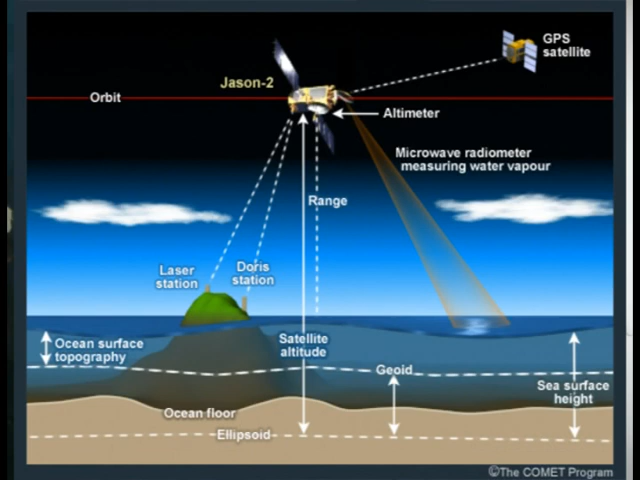 GPS
satellite
Jason-2
Orbit
Altimeter
Microwave radiometer
measuring water vapour
Range
Laser
station
Doris
station
Ocean surface
topography
Satellite
altitude
Geoid
Sea surface
height
Ocean floor
Ellipsoid
©The COMET Program